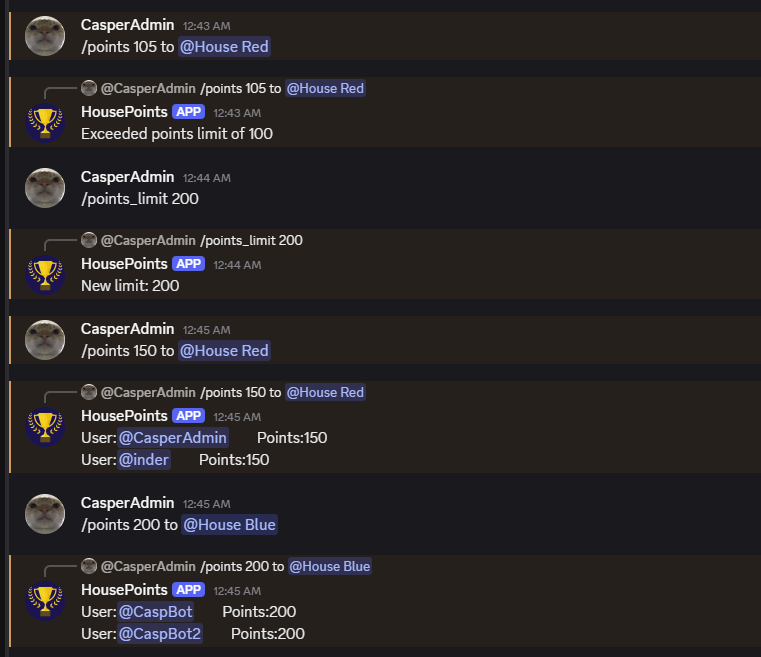 CasperAdmin 12:43 AM
/points 105 to @House Red
@CasperAdmin /points 105 to @House Red
HousePoints APP 12:43 AM
Exceeded points limit of 100
CasperAdmin 12:44 AM
/points_limit 200
@CasperAdmin /points_limit 200
HousePoints APP 12:44 AM
New limit: 200
CasperAdmin 12:45 AM
/points 150 to @House Red
@CasperAdmin /points 150 to @House Red
HousePoints APP 12:45 AM
User:@CasperAdmin Points:150
User:@inder Points:150
CasperAdmin 12:45 AM
/points 200 to @House Blue
@CasperAdmin /points 200 to @House Blue
HousePoints APP 12:45 AM
User:@CaspBot Points:200
User:@CaspBot2 Points:200